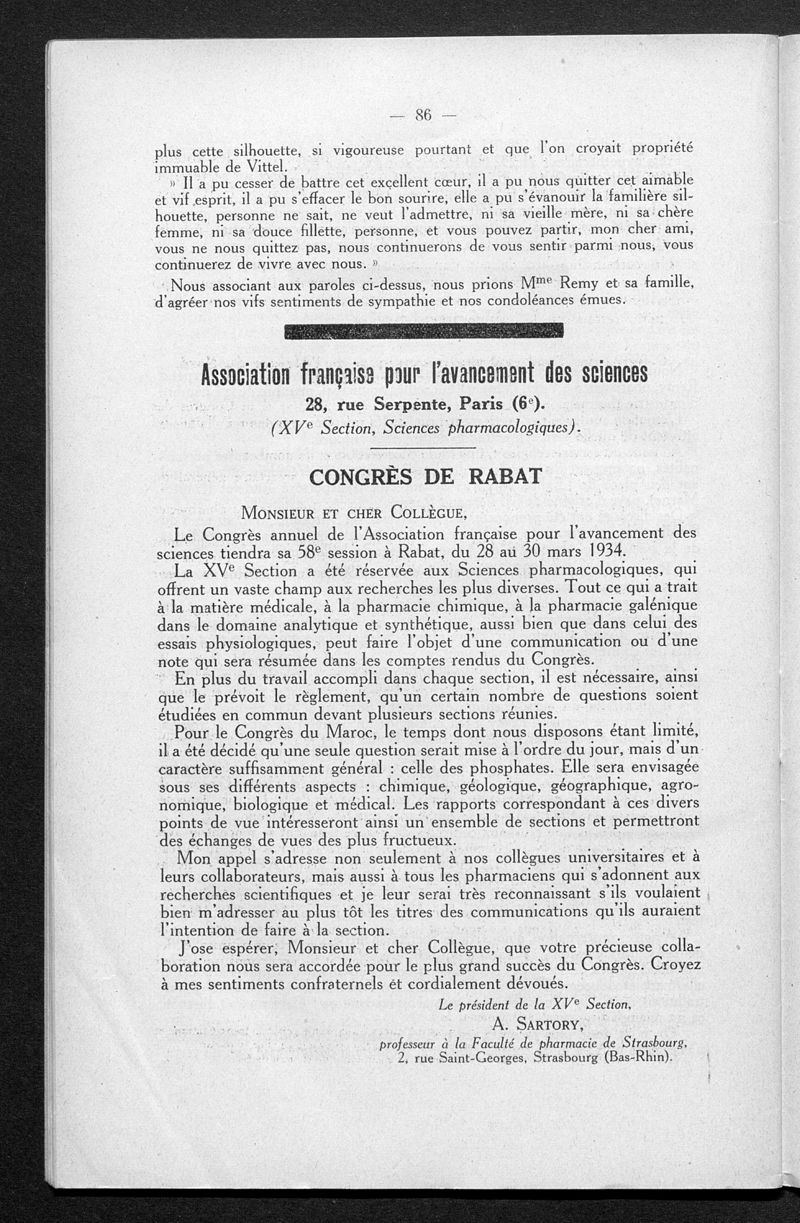 — 86 —
plus cette silhouette, si vigoureuse pourtant et que l'on croyait propriété
immuable de Vittel.
» Il a pu cesser de battre cet excellent cœur, il a pu nous quitter cet aimable
et vif esprit, il a pu s'effacer le bon sourire, elle a pu s'évanouir la familière sil-
houette, personne ne sait, ne veut l'admettre, ni sa vieille mère, ni sa chère
femme, ni sa douce fillette, personne, et vous pouvez partir, mon cher ami,
vous ne nous quittez pas, nous continuerons de vous sentir parmi nous, vous
continuerez de vivre avec nous. »
Nous associant aux paroles ci-dessus, nous prions Mme Remy et sa famille,
d'agréer nos vifs sentiments de sympathie et nos condoléances émues.
Association française pour l'avancement des sciences
28, rue Serpente, Paris (6e).
(XVe Section, Sciences pharmacologiques).
CONGRÈS DE RABAT
MONSIEUR ET CHER COLLÈGUE,
Le Congrès annuel de l'Association française pour l'avancement des
sciences tiendra sa 58e session à Rabat, du 28 au 30 mars 1934.
La XVe Section a été réservée aux Sciences pharmacologiques, qui
offrent un vaste champ aux recherches les plus diverses. Tout ce qui a trait
à la matière médicale, à la pharmacie chimique, à la pharmacie galénique
dans le domaine analytique et synthétique, aussi bien que dans celui des
essais physiologiques, peut faire l'objet d'une communication ou d'une
note qui sera résumée dans les comptes rendus du Congrès.
En plus du travail accompli dans chaque section, il est nécessaire, ainsi
que le prévoit le règlement, qu'un certain nombre de questions soient
étudiées en commun devant plusieurs sections réunies.
Pour le Congrès du Maroc, le temps dont nous disposons étant limité,
il a été décidé qu'une seule question serait mise à l'ordre du jour, mais d'un
caractère suffisamment général : celle des phosphates. Elle sera envisagée
sous ses différents aspects : chimique, géologique, géographique, agro-
nomique, biologique et médical. Les rapports correspondant à ces divers
points de vue intéresseront ainsi un ensemble de sections et permettront
des échanges de vues des plus fructueux.
Mon appel s'adresse non seulement à nos collègues universitaires et à
leurs collaborateurs, mais aussi à tous les pharmaciens qui s'adonnent aux
recherches scientifiques et je leur serai très reconnaissant s'ils voulaient
bien m'adresser au plus tôt les titres des communications qu'ils auraient
l'intention de faire à la section.
J'ose espérer, Monsieur et cher Collègue, que votre précieuse colla-
boration nous sera accordée pour le plus grand succès du Congrès. Croyez
à mes sentiments confraternels et cordialement dévoués.
Le président de la XVe Section,
A. SARTORY,
professeur à la Faculté de pharmacie de Strasbourg,
2, rue Saint-Georges, Strasbourg (Bas-Rhin).